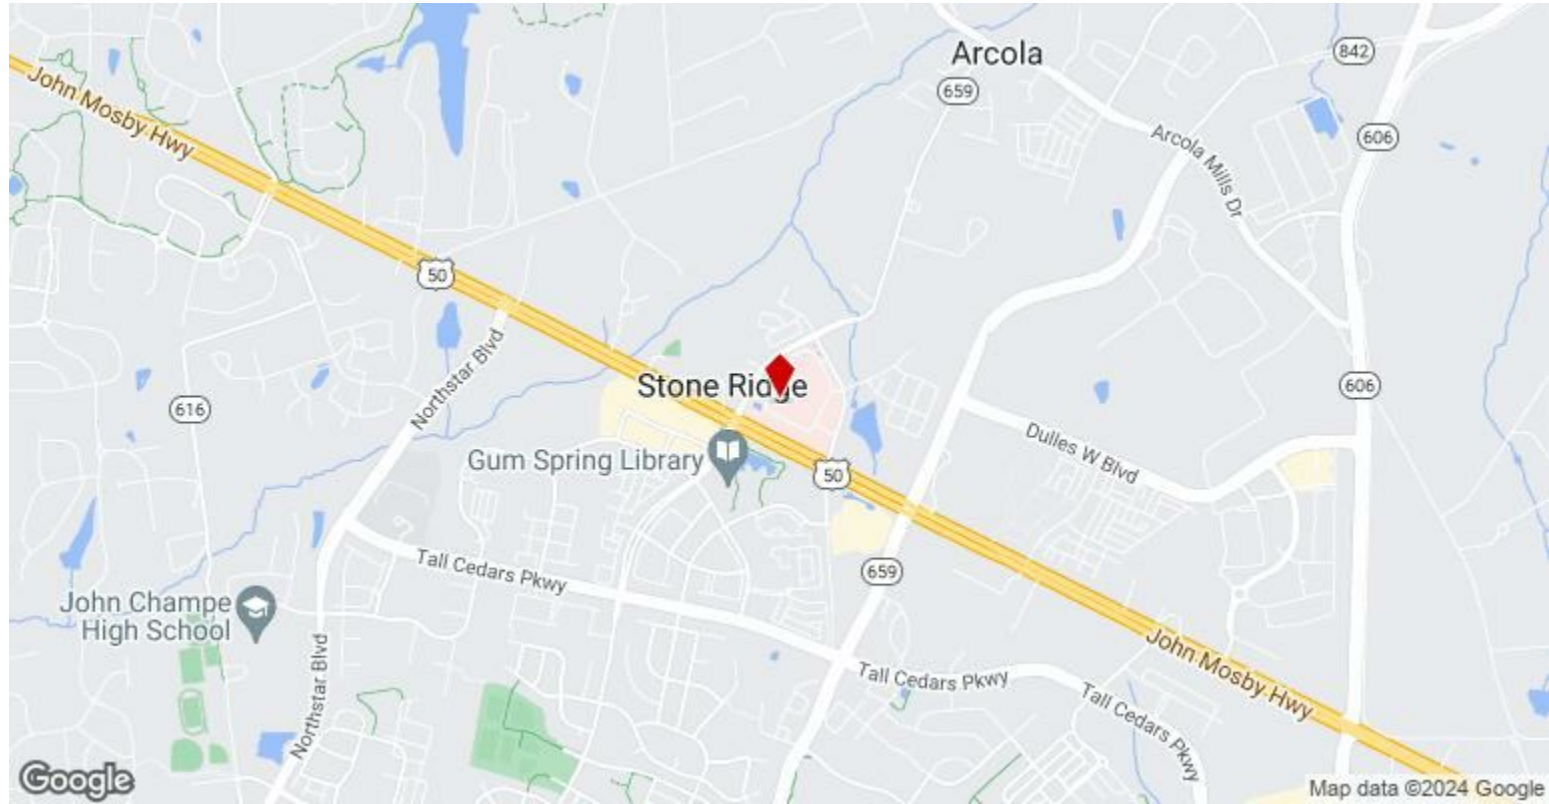 Arcola
842
659
606
John Mosby Hwy
Arcola Mills Dr
50
Northstar Blvd
Stone Ridge
616
606
Dulles W Blvd
Gum Spring Library
50
Tall Cedars Pkwy
659
John Champe
High School
Northstar Blvd
John Mosby Hwy
Tall Cedars Pkwy
Tall Cedars Pkwy
Google
Map data ©2024 Google